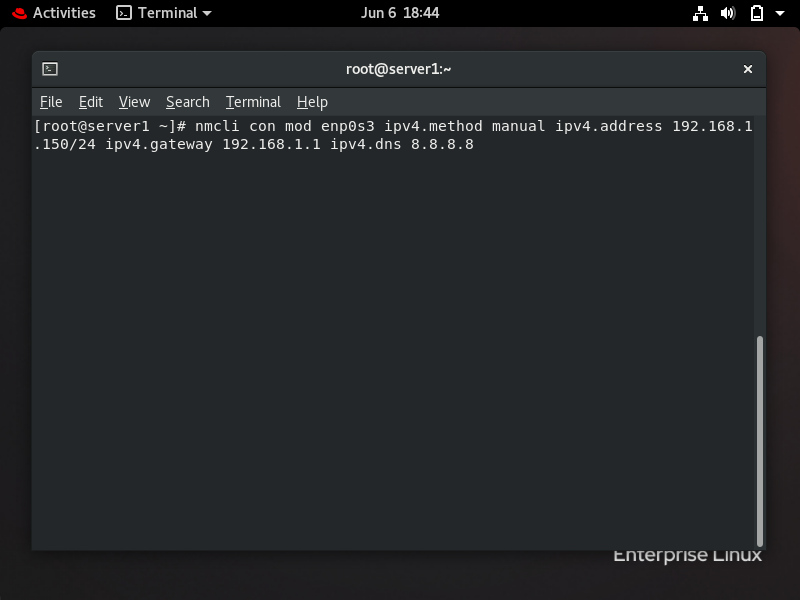 Activities Terminal Jun 6 18:44
root@server1:~
File Edit View Search Terminal Help
[root@server1 ~]# nmcli con mod enp0s3 ipv4.method manual ipv4.address 192.168.1
.150/24 ipv4.gateway 192.168.1.1 ipv4.dns 8.8.8.8
Enterprise Linux